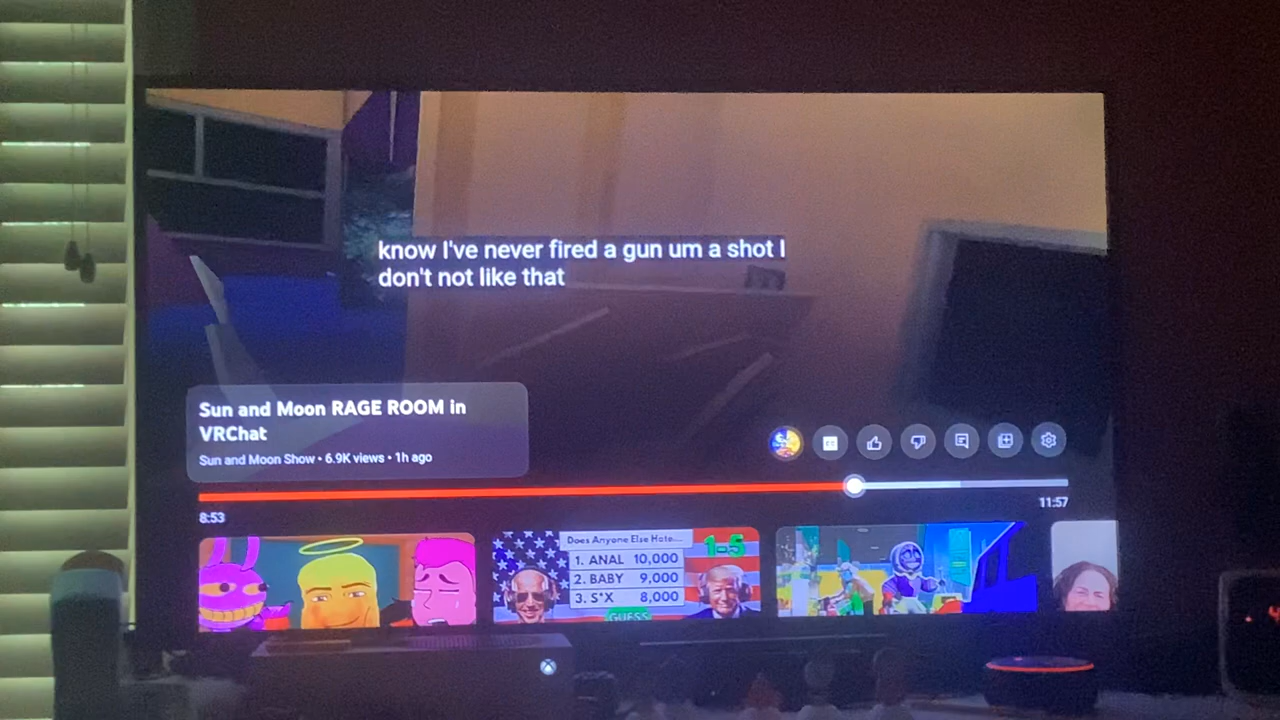 know I've never fired a gun um a shot I
don't not like that
Sun and Moon RAGE ROOM in
VRChat
Sun and Moon Show • 6.9K views • 1h ago
CC
8:53
11:57
Does Anyone Else Hate....
1-5
1. ANAL 10,000
2. BABY 9,000
3. S*X 8,000
GUESS